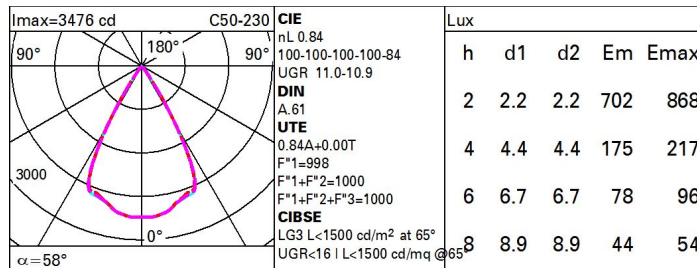 Imax=3476 cd C50-230
90° 180° 90°
3000
0°
α=58°
CIE
nL 0.84
100-100-100-100-84
UGR 11.0-10.9
DIN
A.61
UTE
0.84A+0.00T
F"1=998
F"1+F"2=1000
F"1+F"2+F"3=1000
CIBSE
LG3 L<1500 cd/m² at 65°
UGR<16 | L<1500 cd/mq @65°
Lux
h d1 d2 Em Emax
2 2.2 2.2 702 868
4 4.4 4.4 175 217
6 6.7 6.7 78 96
8 8.9 8.9 44 54